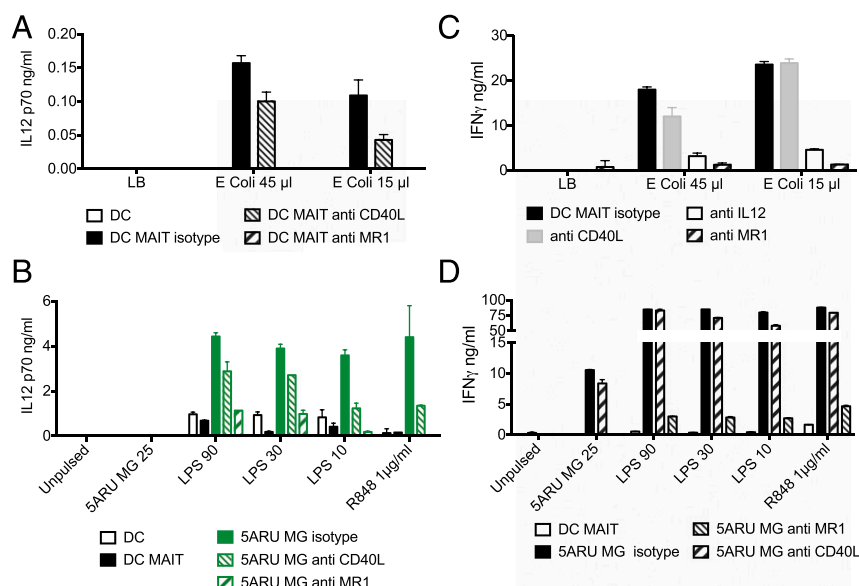 A
IL12 p70 ng/ml
0.20
0.15
0.10
0.05
0.00
LB
E Coli 45 µl
E Coli 15 µl
DC
DC MAIT isotype
DC MAIT anti CD40L
DC MAIT anti MR1
C
IFNγ ng/ml
30
20
10
0
LB
E Coli 45 µl
E Coli 15 µl
DC MAIT isotype
anti CD40L
anti IL12
anti MR1
B
IL12 p70 ng/ml
6
4
2
0
Unpulsed
5ARU MG 25
LPS 90
LPS 30
LPS 10
R848 1µg/ml
DC
DC MAIT
5ARU MG isotype
5ARU MG anti CD40L
5ARU MG anti MR1
D
IFNγ ng/ml
100
75
50
15
10
5
0
Unpulsed
5ARU MG 25
LPS 90
LPS 30
LPS 10
R848 1µg/ml
DC MAIT
5ARU MG isotype
5ARU MG anti MR1
5ARU MG anti CD40L